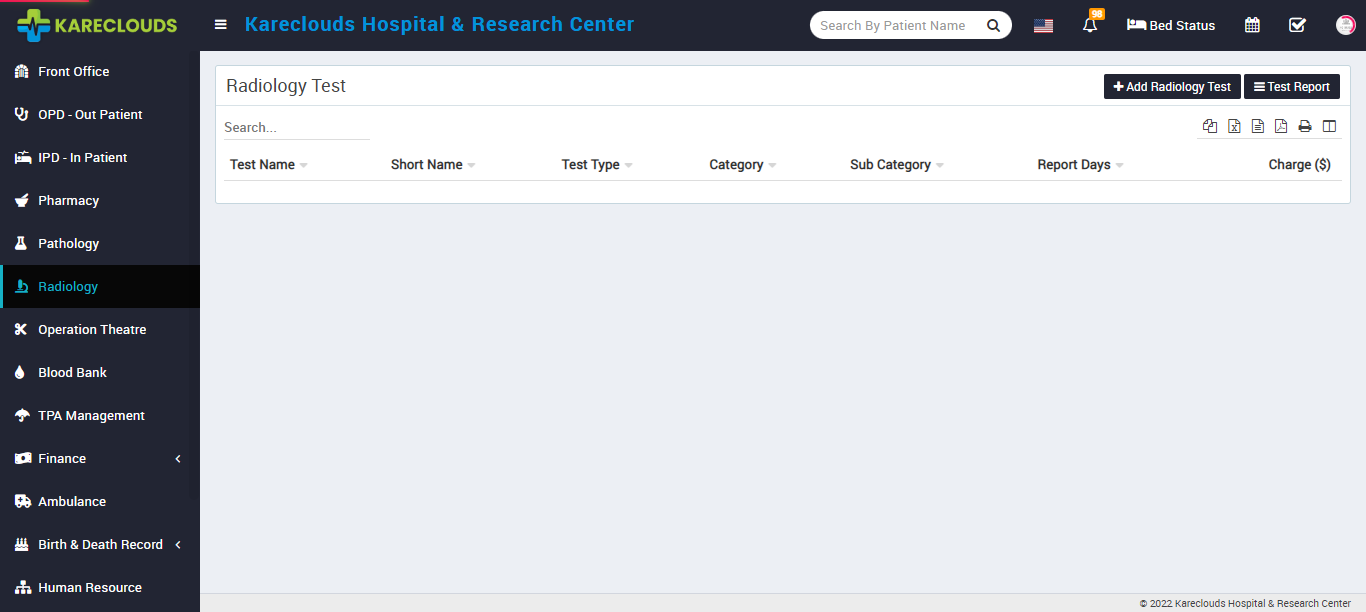 KARECLOUDS
Kareclouds Hospital & Research Center
Search By Patient Name
98
Bed Status
Front Office
OPD - Out Patient
IPD - In Patient
Pharmacy
Pathology
Radiology
Operation Theatre
Blood Bank
TPA Management
Finance
Ambulance
Birth & Death Record
Human Resource
Radiology Test
Add Radiology Test
Test Report
Search...
Test Name Short Name Test Type Category Sub Category Report Days Charge ($)
© 2022 Kareclouds Hospital & Research Center